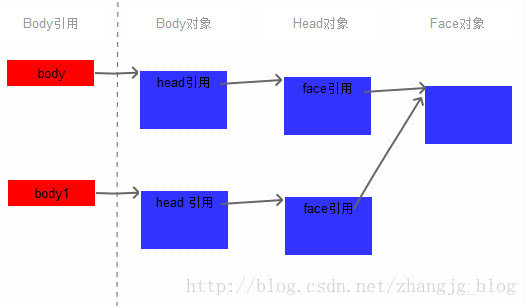 Body引用 Body对象 Head对象 Face对象
body head引用 face引用
body1 head 引用 face引用
http://blog.csdn.net/zhangjg_blog